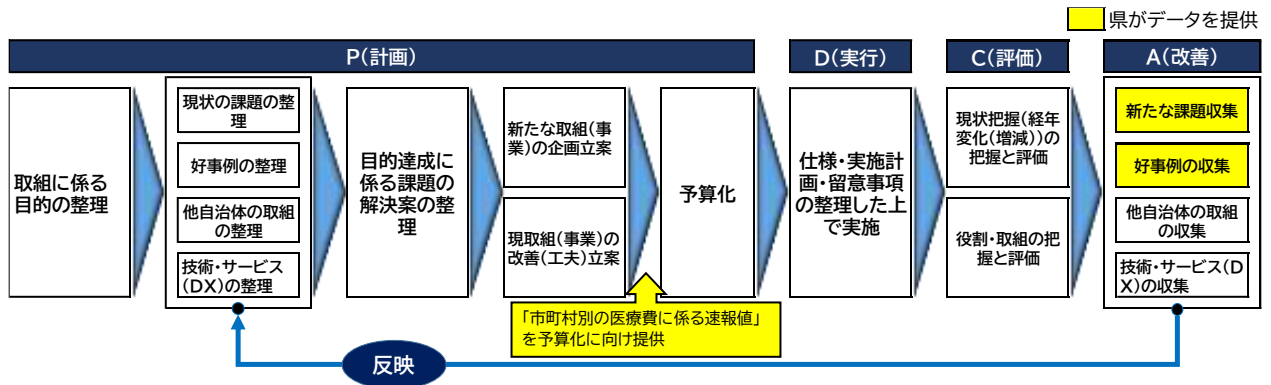 県がデータを提供
P(計画)
D(実行)
C(評価)
A(改善)
取組に係る
目的の整理
現状の課題の整
理
好事例の整理
他自治体の取組
の整理
技術・サービス
(DX)の整理
目的達成に
係る課題の
解決案の整
理
新たな取組(事
業)の企画立案
現取組(事業)の
改善(工夫)立案
予算化
「市町村別の医療費に係る速報値」
を予算化に向け提供
仕様・実施計
画・留意事項
の整理した上
で実施
現状把握(経年
変化(増減))の
把握と評価
役割・取組の把
握と評価
新たな課題収集
好事例の収集
他自治体の取組
の収集
技術・サービス(D
X)の収集
反映